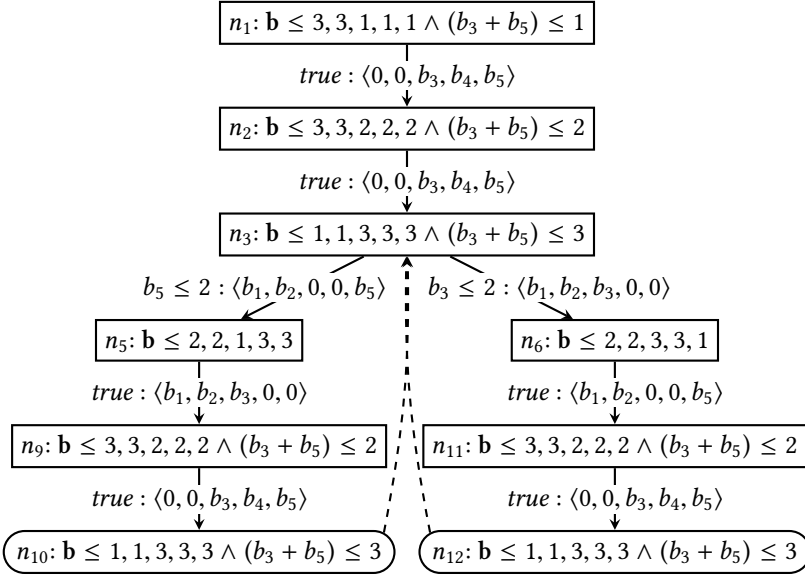 n₁: b ≤ 3, 3, 1, 1, 1 ∧ (b₃ + b₅) ≤ 1
true : ⟨0, 0, b₃, b₄, b₅⟩
n₂: b ≤ 3, 3, 2, 2, 2 ∧ (b₃ + b₅) ≤ 2
true : ⟨0, 0, b₃, b₄, b₅⟩
n₃: b ≤ 1, 1, 3, 3, 3 ∧ (b₃ + b₅) ≤ 3
b₅ ≤ 2 : ⟨b₁, b₂, 0, 0, b₅⟩ b₃ ≤ 2 : ⟨b₁, b₂, b₃, 0, 0⟩
n₅: b ≤ 2, 2, 1, 3, 3 n₆: b ≤ 2, 2, 3, 3, 1
true : ⟨b₁, b₂, b₃, 0, 0⟩ true : ⟨b₁, b₂, 0, 0, b₅⟩
n₉: b ≤ 3, 3, 2, 2, 2 ∧ (b₃ + b₅) ≤ 2 n₁₁: b ≤ 3, 3, 2, 2, 2 ∧ (b₃ + b₅) ≤ 2
true : ⟨0, 0, b₃, b₄, b₅⟩ true : ⟨0, 0, b₃, b₄, b₅⟩
n₁₀: b ≤ 1, 1, 3, 3, 3 ∧ (b₃ + b₅) ≤ 3 n₁₂: b ≤ 1, 1, 3, 3, 3 ∧ (b₃ + b₅) ≤ 3